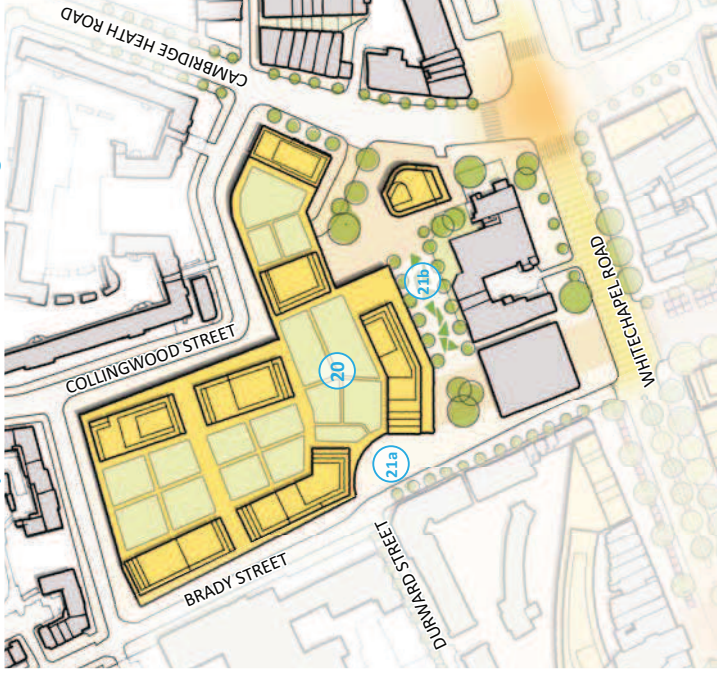 CAMBRIDGE HEATH ROAD
COLLINGWOOD STREET
20
21b
21a
WHITECHAPEL ROAD
BRADY STREET
DURWARD STREET